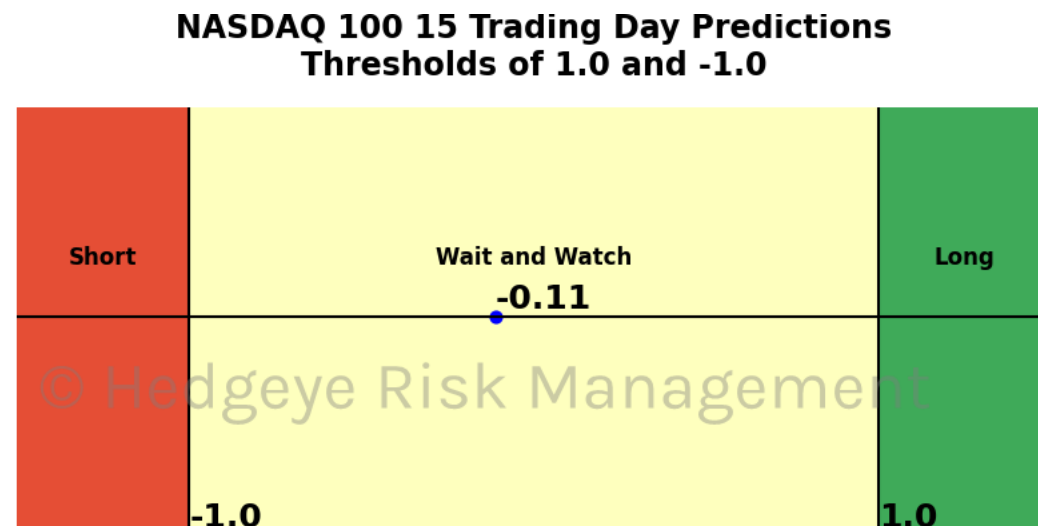 NASDAQ 100 15 Trading Day Predictions
Thresholds of 1.0 and -1.0
Short
Wait and Watch
Long
-0.11
© Hedgeye Risk Management
-1.0
1.0